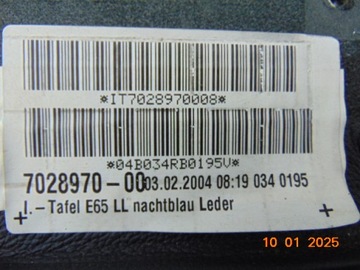 *IT7028970008*
*04B034RB0195V*
7028970-00 03.02.2004 08:19 034 0195
I.-Tafel E65 LL nachtblau Leder
+ +
10 01 2025